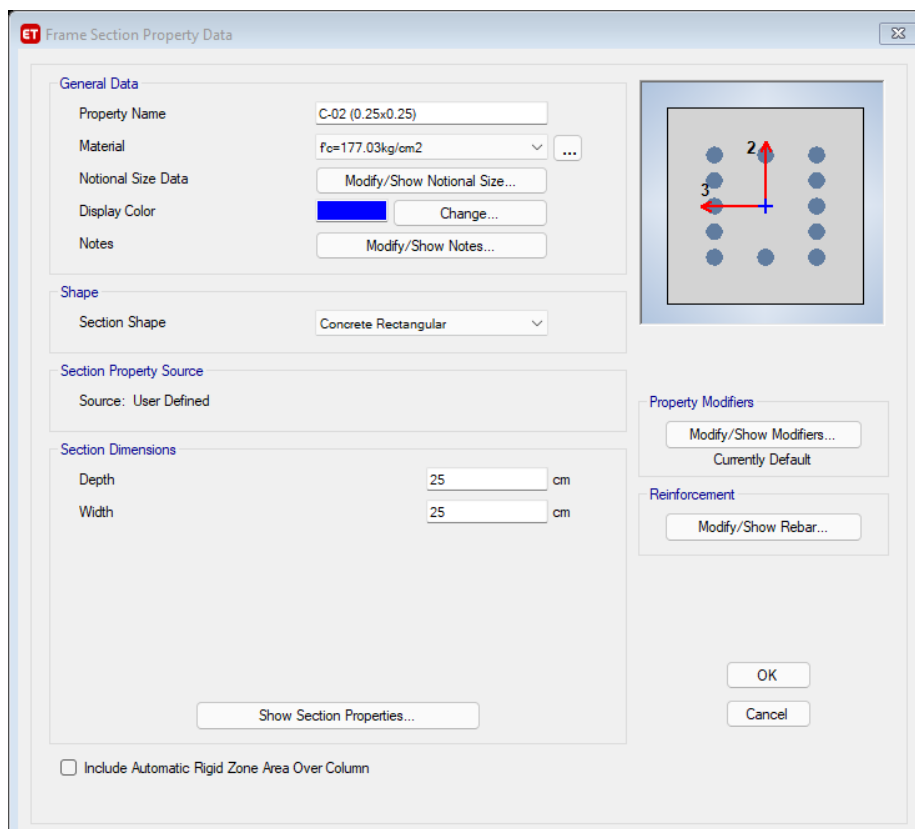 ET Frame Section Property Data
General Data
Property Name C-02 (0.25x0.25)
Material f'c=177.03kg/cm2 ...
Notional Size Data Modify/Show Notional Size...
Display Color Change...
Notes Modify/Show Notes...
2
3
Shape
Section Shape Concrete Rectangular
Section Property Source
Source: User Defined
Property Modifiers
Modify/Show Modifiers...
Currently Default
Section Dimensions
Depth 25 cm
Width 25 cm
Reinforcement
Modify/Show Rebar...
Show Section Properties...
OK
Cancel
Include Automatic Rigid Zone Area Over Column